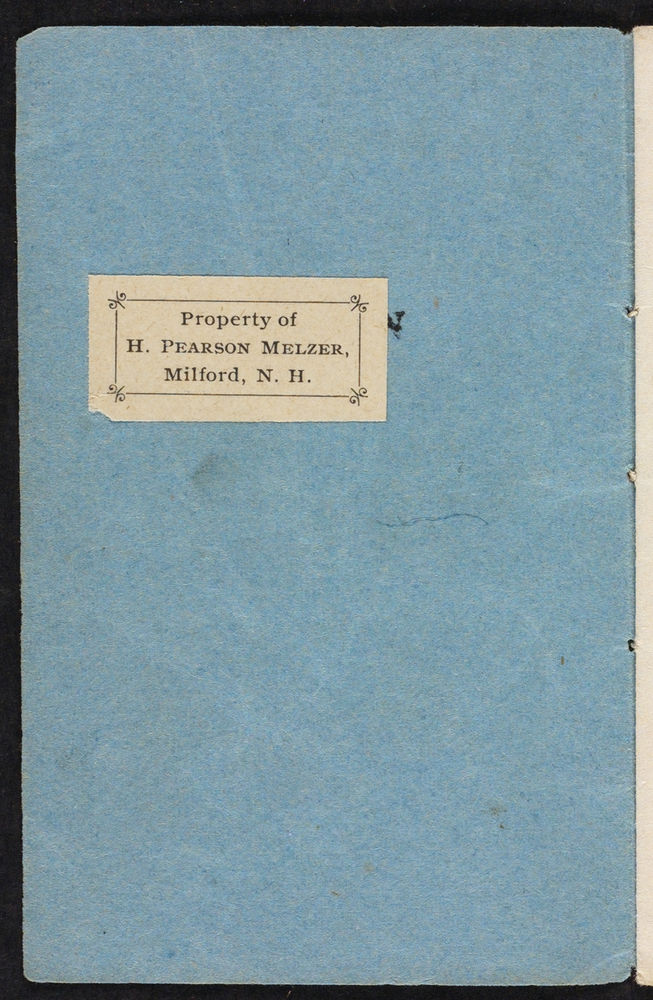 Property of
H. PEARSON MELZER,
Milford, N. H.